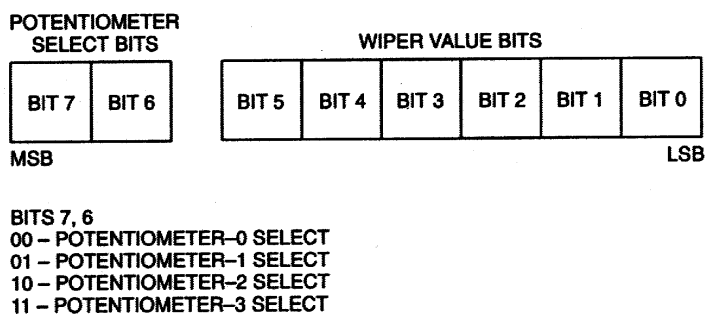 POTENTIOMETER
SELECT BITS
WIPER VALUE BITS
BIT 7 BIT 6 BIT 5 BIT 4 BIT 3 BIT 2 BIT 1 BIT 0
MSB LSB
BITS 7, 6
00 – POTENTIOMETER–0 SELECT
01 – POTENTIOMETER–1 SELECT
10 – POTENTIOMETER–2 SELECT
11 – POTENTIOMETER–3 SELECT